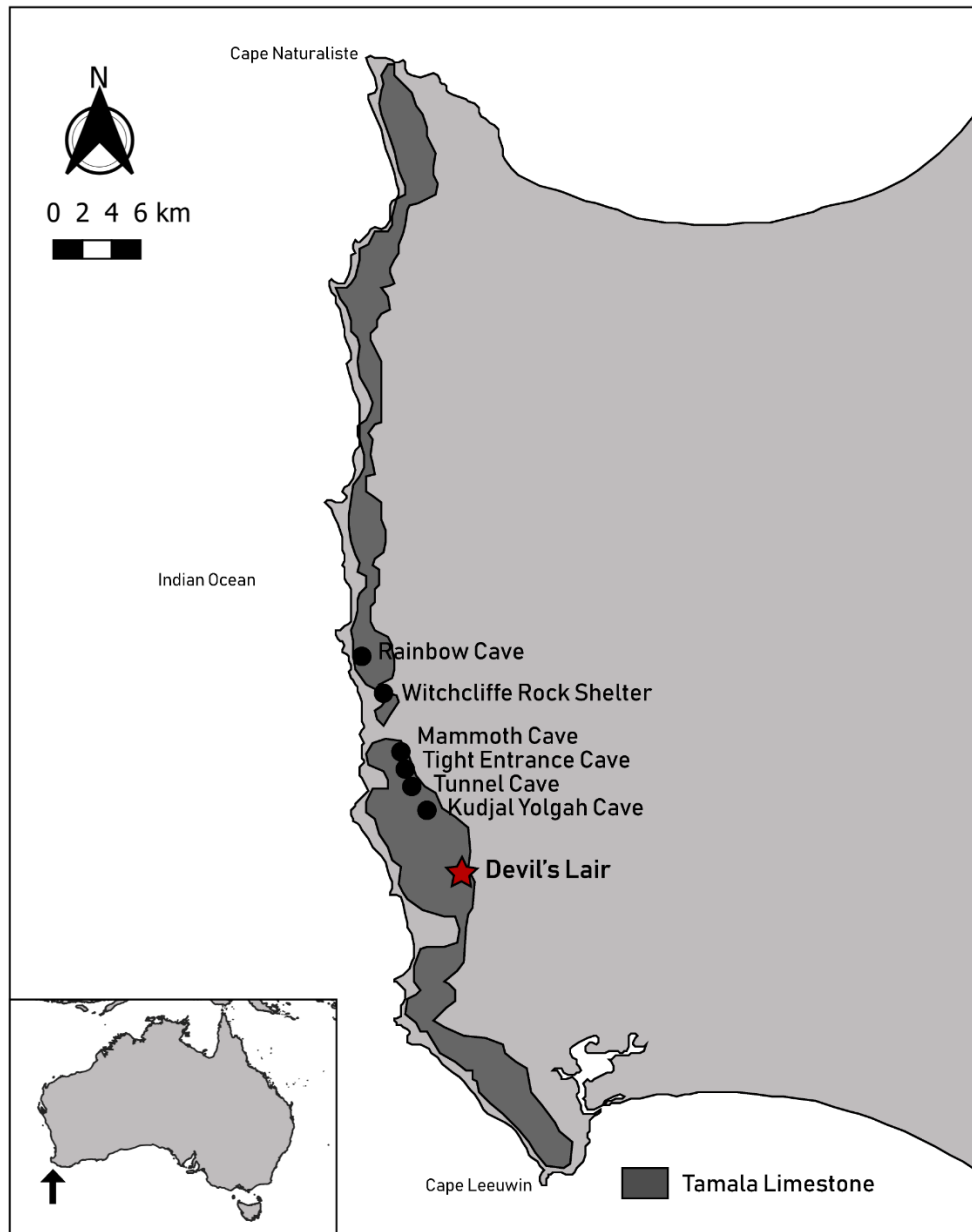 Cape Naturaliste
N
0 2 4 6 km
Indian Ocean
Rainbow Cave
Witchcliffe Rock Shelter
Mammoth Cave
Tight Entrance Cave
Tunnel Cave
Kudjal Yolgah Cave
Devil's Lair
Cape Leeuwin
Tamala Limestone